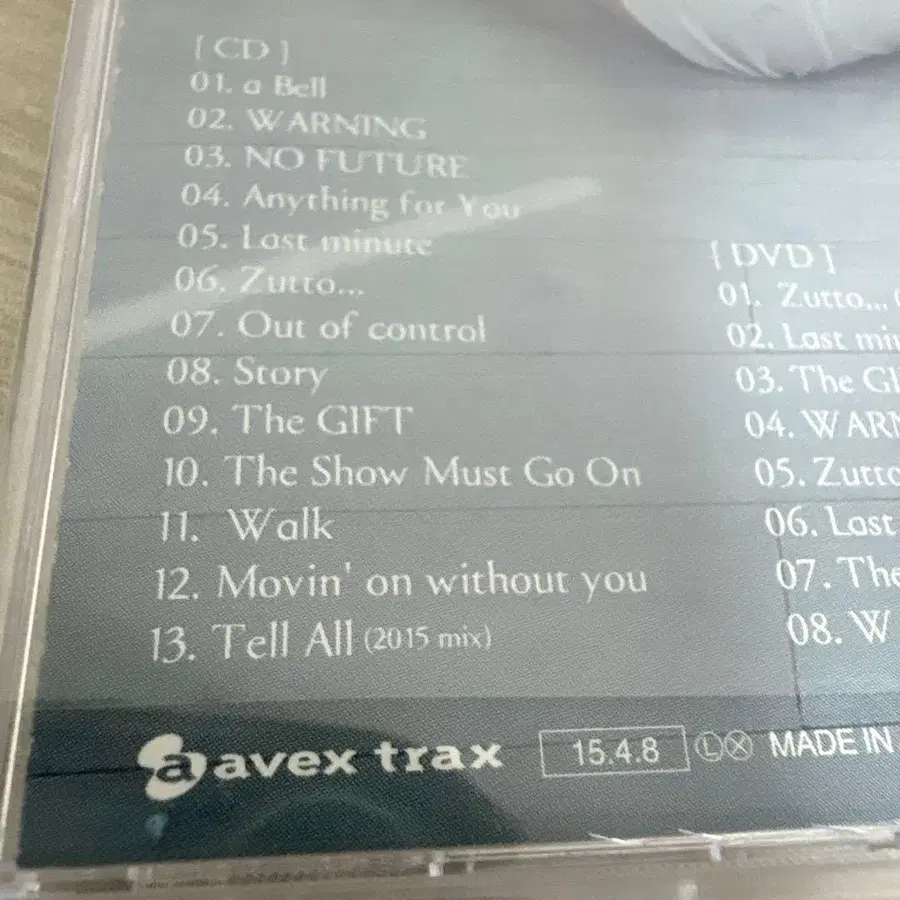 [ CD ]
01. a Bell
02. WARNING
03. NO FUTURE
04. Anything for You
05. Last minute
06. Zutto...
07. Out of control
08. Story
09. The GIFT
10. The Show Must Go On
11. Walk
12. Movin' on without you
13. Tell All (2015 mix)
[ DVD ]
01. Zutto...
02. Last
03. The
04.
05.
06. Last
07.
08.
a avex trax
15.4.8
Ⓛ Ⓧ MADE IN